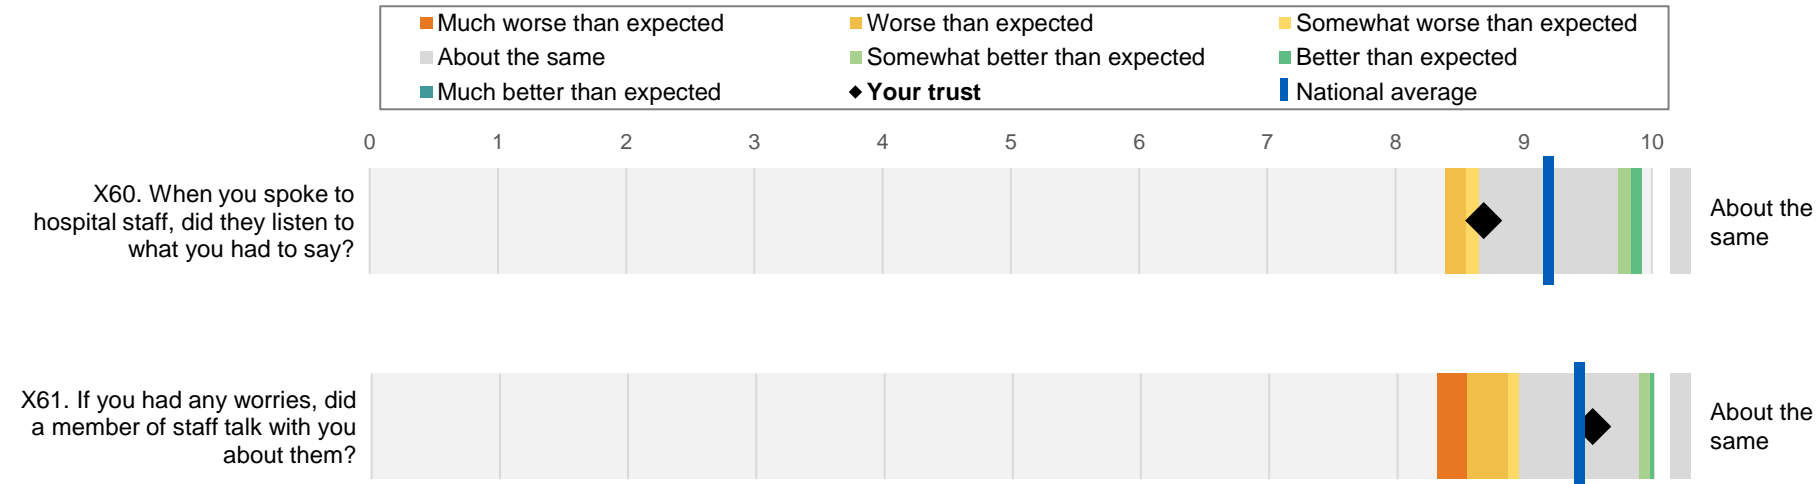 Much worse than expected
Worse than expected
Somewhat worse than expected
About the same
Somewhat better than expected
Better than expected
Much better than expected
Your trust
National average
0 1 2 3 4 5 6 7 8 9 10
X60. When you spoke to
hospital staff, did they listen to
what you had to say?
About the
same
X61. If you had any worries, did
a member of staff talk with you
about them?
About the
same